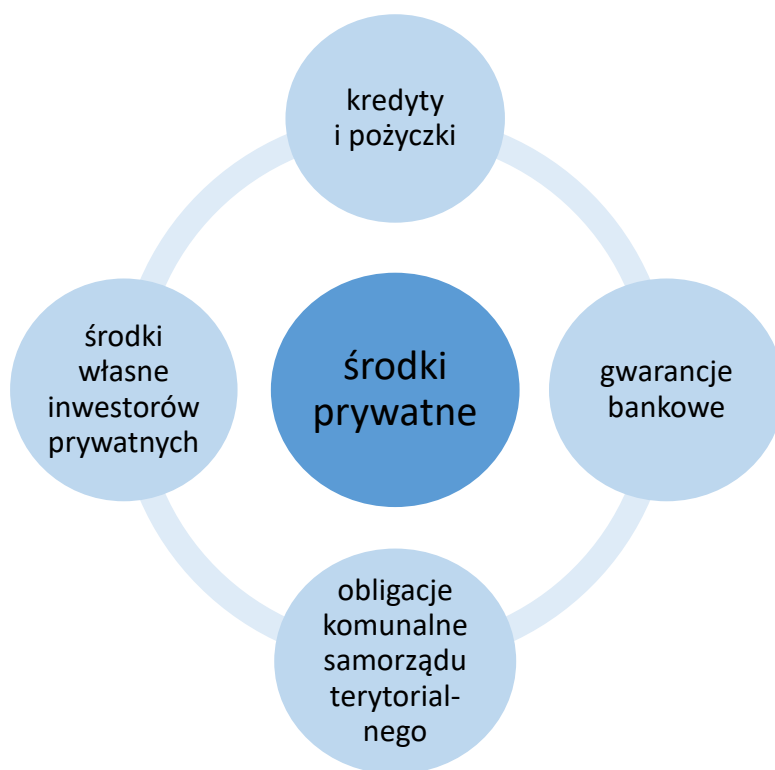 kredyty
i pożyczki
środki
własne
inwestorów
prywatnych
środki
prywatne
gwarancje
bankowe
obligacje
komunalne
samorządu
terytorial-
nego